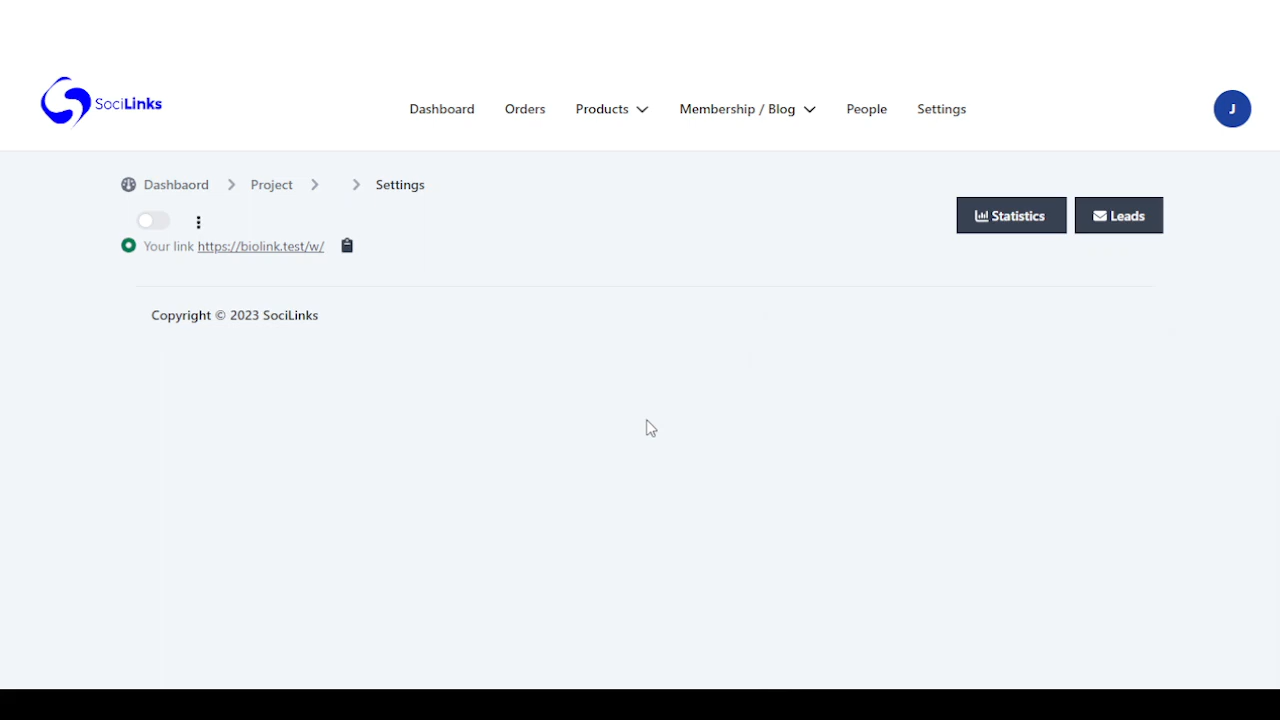 SociLinks
Dashboard Orders Products Membership / Blog People Settings J
Dashbaord Project Settings
Statistics Leads
Your link https://biolink.test/w/
Copyright © 2023 SociLinks